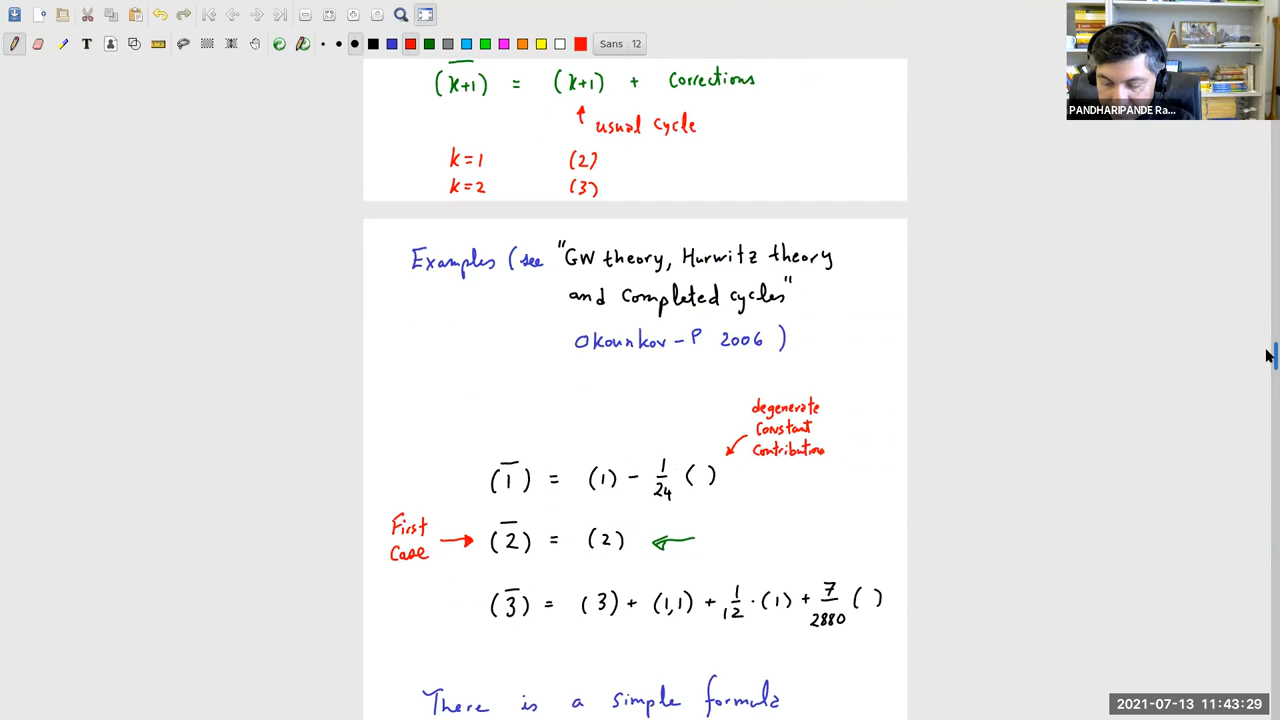 Sans 12
PANDHARIPANDE Ra...
(k+1) = (k+1) + corrections
usual cycle
k=1 (2)
k=2 (3)
Examples (see "GW theory, Hurwitz theory
and Completed cycles"
Okounkov - P 2006 )
degenerate
Constant
Contributions
(1̅) = (1) - 1/24 ( )
First
Case
(2̅) = (2)
(3̅) = (3) + (1,1) + 1/12 · (1) + 7/2880 ( )
There is a simple formula
2021-07-13 11:43:29